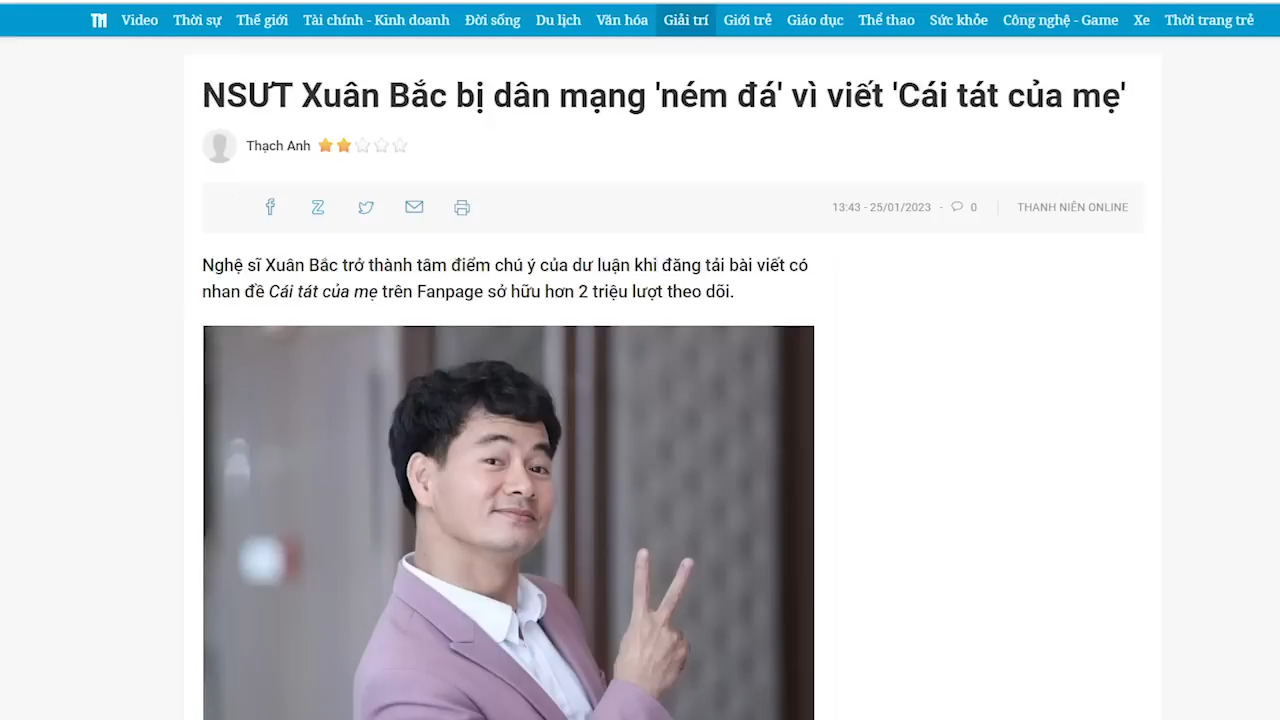 TN Video Thời sự Thế giới Tài chính - Kinh doanh Đời sống Du lịch Văn hóa Giải trí Giới trẻ Giáo dục Thể thao Sức khỏe Công nghệ - Game Xe Thời trang trẻ
NSƯT Xuân Bắc bị dân mạng 'ném đá' vì viết 'Cái tát của mẹ'
Thạch Anh
13:43 - 25/01/2023 - 0 THANH NIÊN ONLINE
Nghệ sĩ Xuân Bắc trở thành tâm điểm chú ý của dư luận khi đăng tải bài viết có
nhan đề Cái tát của mẹ trên Fanpage sở hữu hơn 2 triệu lượt theo dõi.